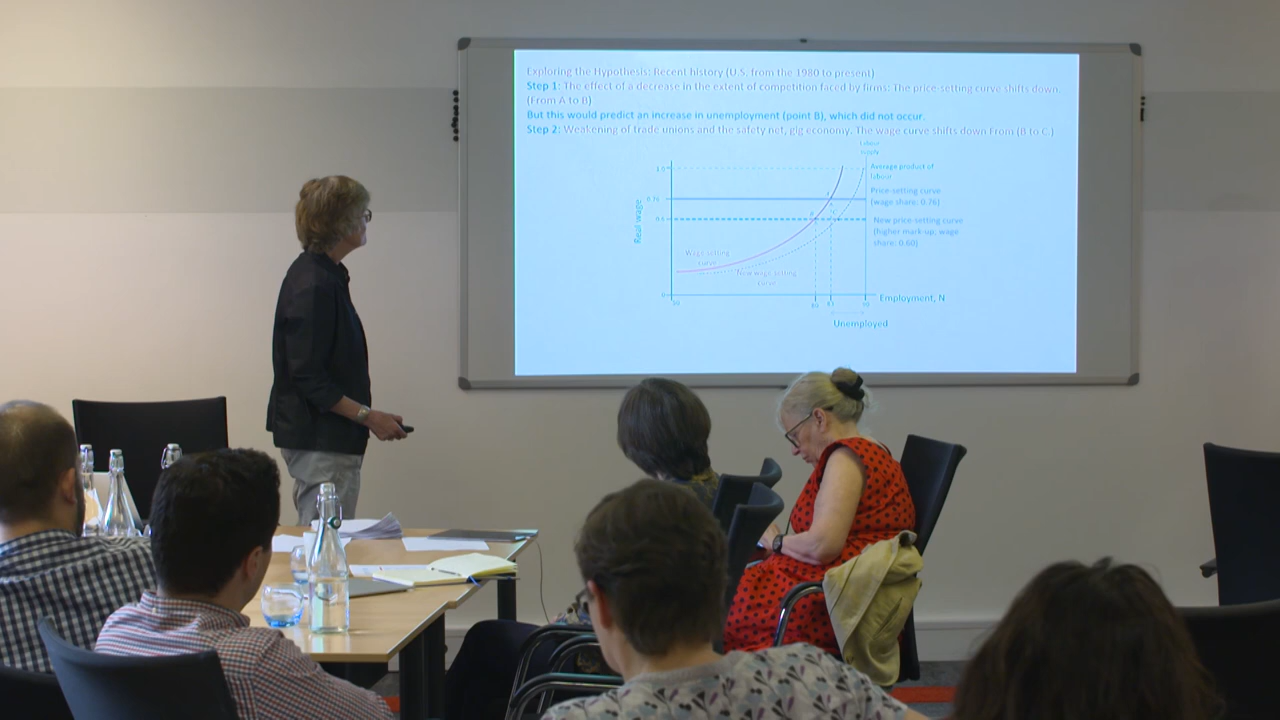 Exploring the Hypothesis: Recent history (U.S. from the 1980 to present)
Step 1: The effect of a decrease in the extent of competition faced by firms: The price-setting curve shifts down.
(From A to B)
But this would predict an increase in unemployment (point B), which did not occur.
Step 2: Weakening of trade unions and the safety net, gig economy. The wage curve shifts down From (B to C)
Labour
supply
Average product of
labour
Price-setting curve
(wage share: 0.76)
New price-setting curve
(higher mark-up, wage
share: 0.60)
Real wage
Wage-setting
curve
New wage-setting
curve
Employment, N
Unemployed